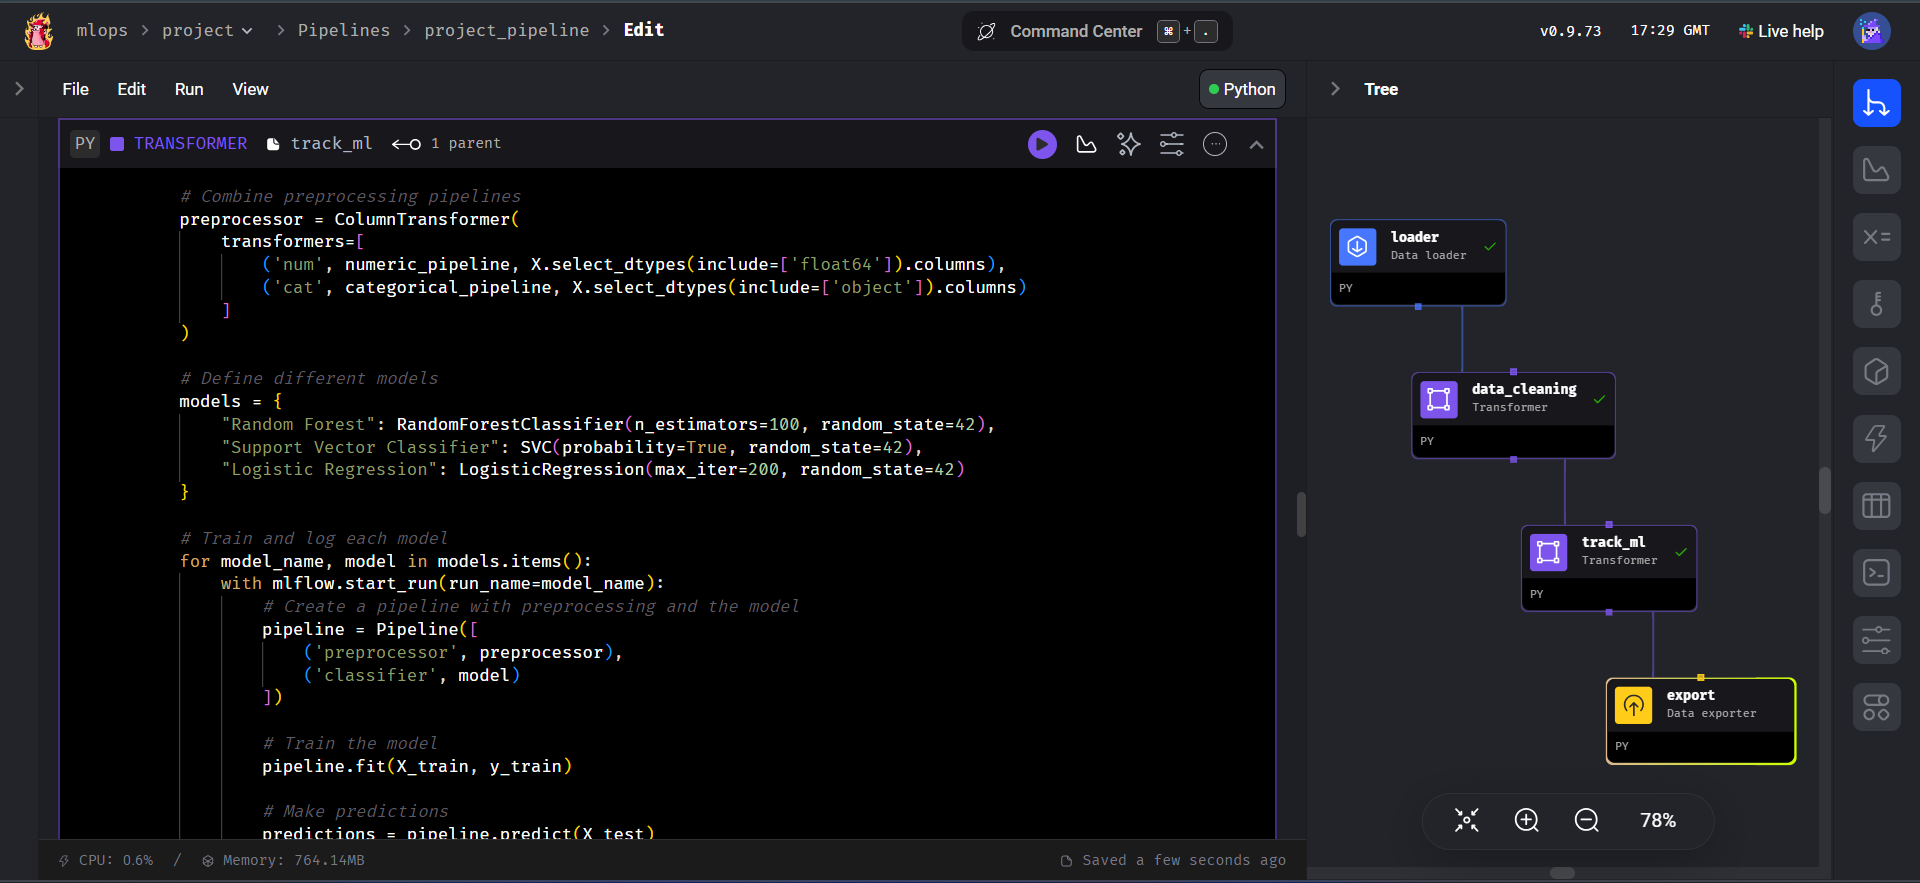 mlops > project > Pipelines > project_pipeline > Edit
Command Center ⌘ + .
v0.9.73 17:29 GMT Live help
File Edit Run View
Python
PY TRANSFORMER track_ml 1 parent
# Combine preprocessing pipelines
preprocessor = ColumnTransformer(
transformers=[
('num', numeric_pipeline, X.select_dtypes(include=['float64']).columns),
('cat', categorical_pipeline, X.select_dtypes(include=['object']).columns)
]
)
# Define different models
models = {
"Random Forest": RandomForestClassifier(n_estimators=100, random_state=42),
"Support Vector Classifier": SVC(probability=True, random_state=42),
"Logistic Regression": LogisticRegression(max_iter=200, random_state=42)
}
# Train and log each model
for model_name, model in models.items():
with mlflow.start_run(run_name=model_name):
# Create a pipeline with preprocessing and the model
pipeline = Pipeline([
('preprocessor', preprocessor),
('classifier', model)
])
# Train the model
pipeline.fit(X_train, y_train)
# Make predictions
predictions = pipeline.predict(X_test)
CPU: 0.6% / Memory: 764.14MB
Saved a few seconds ago
Tree
loader
Data loader
PY
data_cleaning
Transformer
PY
track_ml
Transformer
PY
export
Data exporter
PY
78%